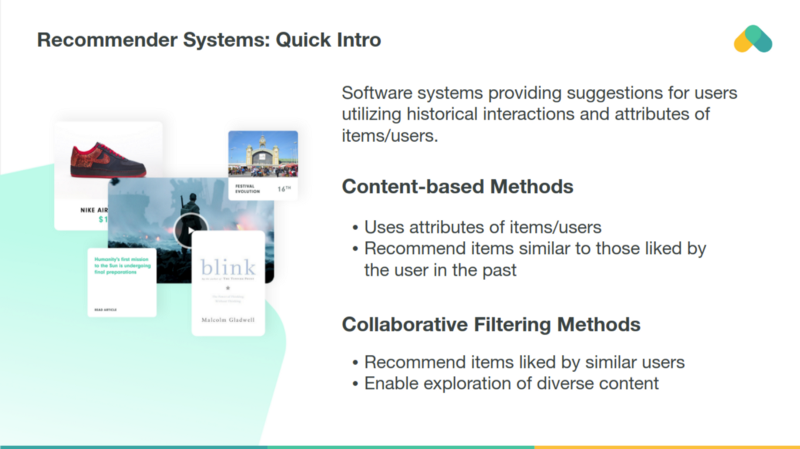 Recommender Systems: Quick Intro
Software systems providing suggestions for users
utilizing historical interactions and attributes of
items/users.
Content-based Methods
• Uses attributes of items/users
• Recommend items similar to those liked by
the user in the past
Collaborative Filtering Methods
• Recommend items liked by similar users
• Enable exploration of diverse content
NIKE AIR
$1
FESTIVAL
EVOLUTION
16TH
Humanity's first mission
to the Sun is undergoing
final preparations
READ ARTICLE
blink
Malcolm Gladwell